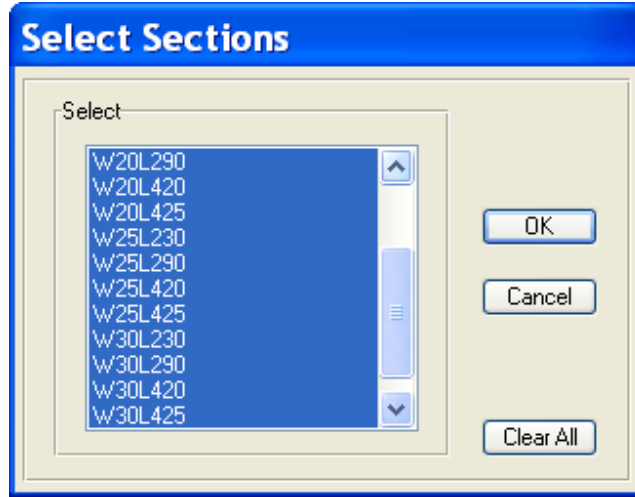 Select Sections
Select
W20L290
W20L420
W20L425
W25L230
W25L290
W25L420
W25L425
W30L230
W30L290
W30L420
W30L425
OK
Cancel
Clear All